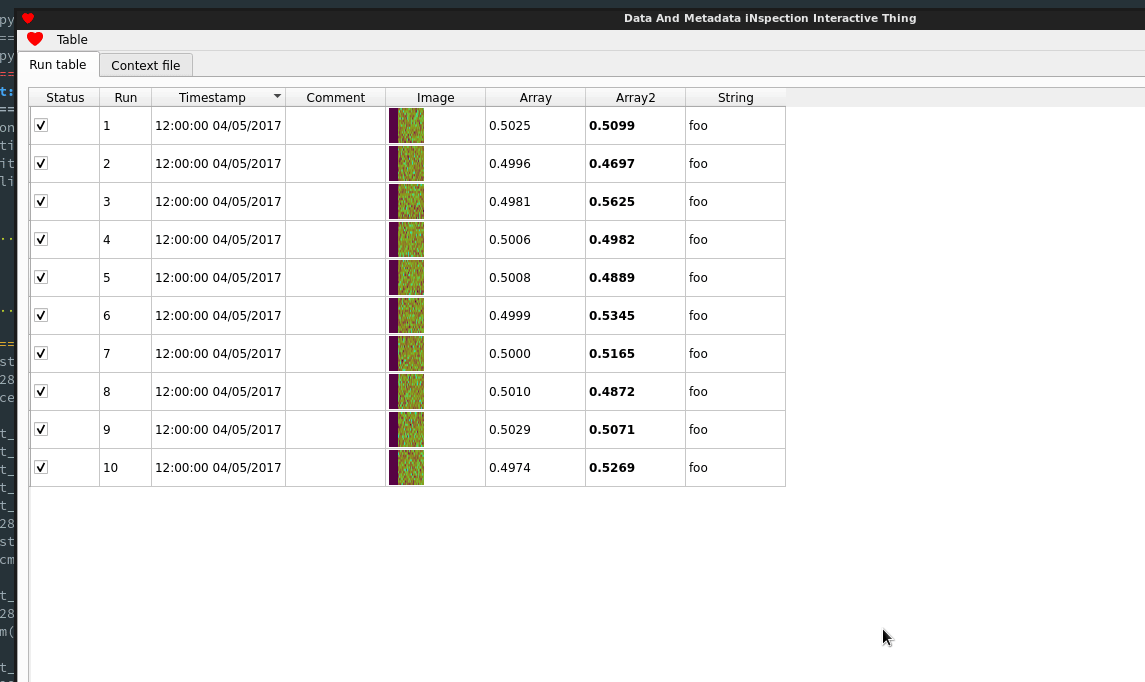 Data And Metadata iNspection Interactive Thing
Table
Run table Context file
Status Run Timestamp Comment Image Array Array2 String
1 12:00:00 04/05/2017 0.5025 0.5099 foo
2 12:00:00 04/05/2017 0.4996 0.4697 foo
3 12:00:00 04/05/2017 0.4981 0.5625 foo
4 12:00:00 04/05/2017 0.5006 0.4982 foo
5 12:00:00 04/05/2017 0.5008 0.4889 foo
6 12:00:00 04/05/2017 0.4999 0.5345 foo
7 12:00:00 04/05/2017 0.5000 0.5165 foo
8 12:00:00 04/05/2017 0.5010 0.4872 foo
9 12:00:00 04/05/2017 0.5029 0.5071 foo
10 12:00:00 04/05/2017 0.4974 0.5269 foo